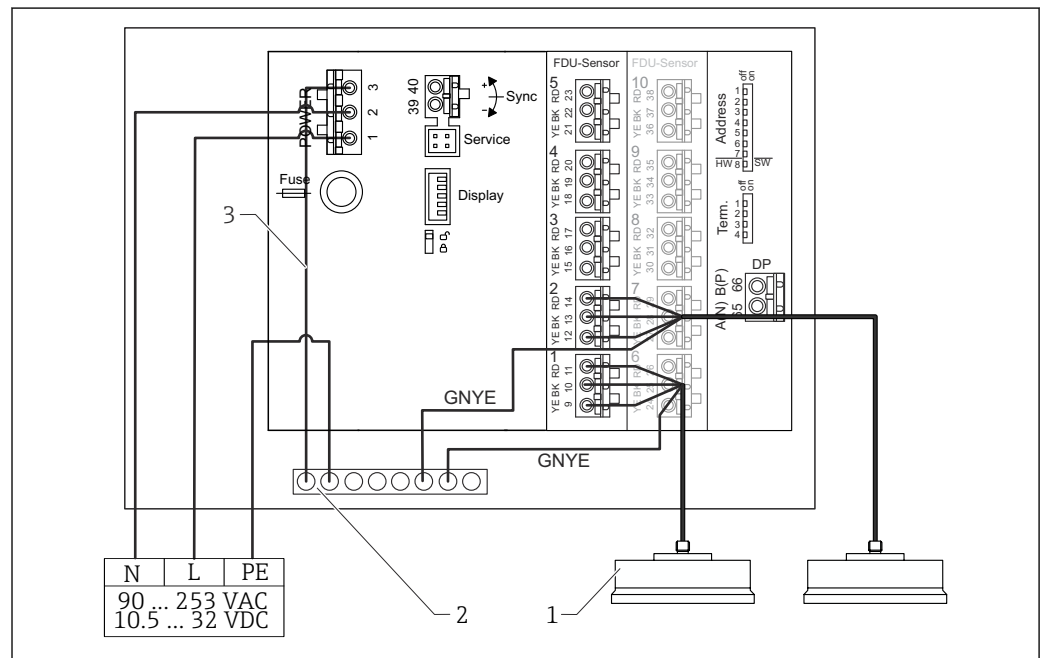 FDU-Sensor
FDU-Sensor
POWER
3
2
1
Fuse
39 40
+
-
Sync
Service
Display
5
YE BK RD
21 22 23
4
YE BK RD
18 19 20
3
YE BK RD
15 16 17
2
YE BK RD
12 13 14
1
YE BK RD
9 10 11
10
YE BK RD
36 37 38
9
YE BK RD
33 34 35
8
YE BK RD
30 31 32
7
6
Address
off
on
1
2
3
4
5
6
7
8
HW
SW
Term.
off
on
1
2
3
4
DP
A(N) B(P)
66
GNYE
GNYE
3
2
1
N L PE
90 ... 253 VAC
10.5 ... 32 VDC